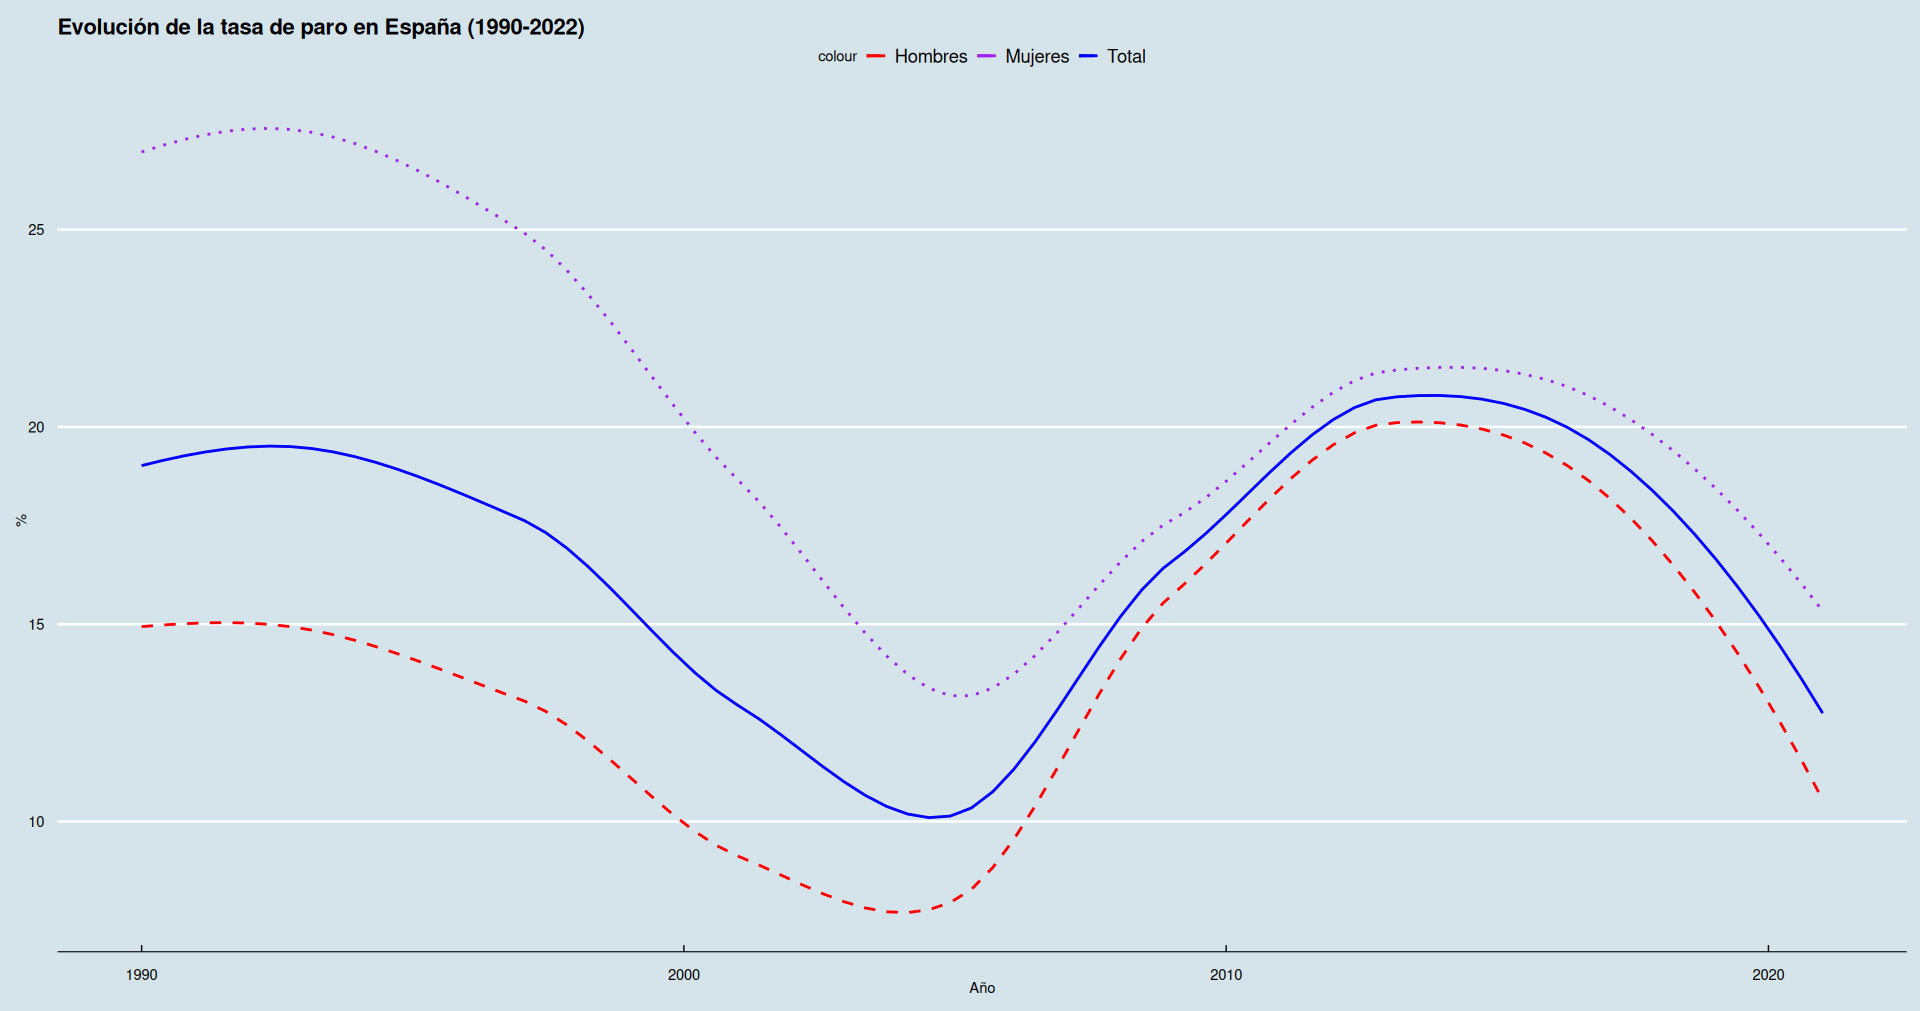 Evolución de la tasa de paro en España (1990-2022)
colour Hombres Mujeres Total
25
20
15
10
%
1990 2000 2010 2020
Año